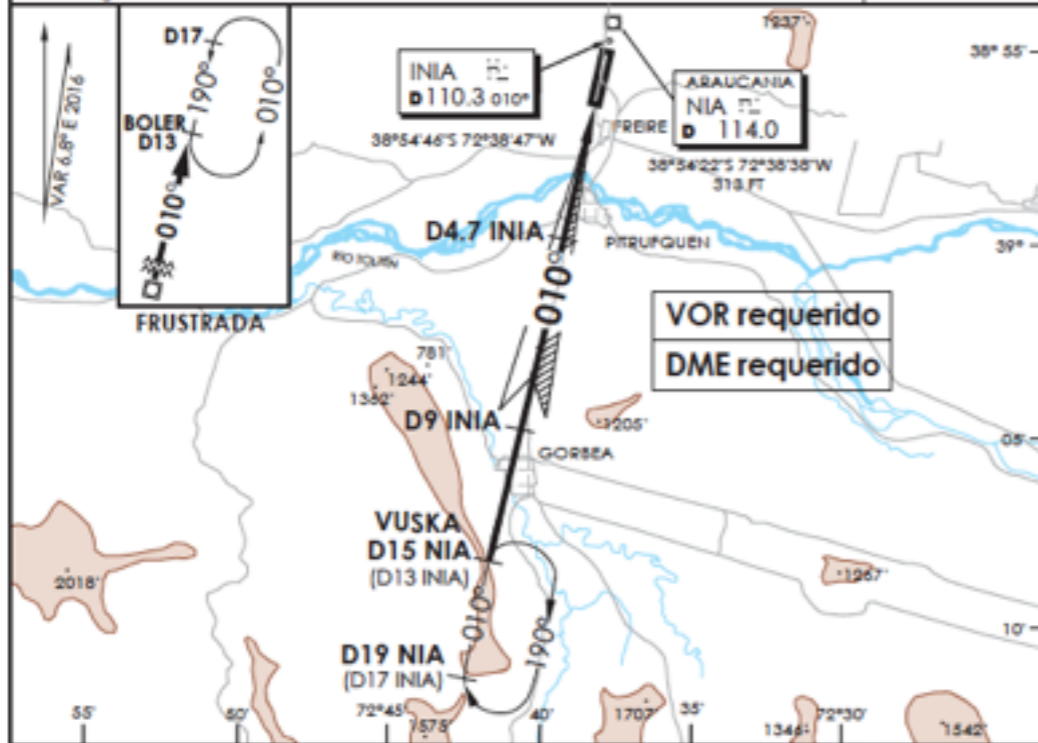 VAR 6.8° E 2016
D17
190°
010°
BOLER
D13
010°
FRUSTRADA
INIA
D 110.3 010°
38°54'46"S 72°38'47"W
ARAUCANIA
NIA
D 114.0
38°54'22"S 72°38'38"W
313 FT
1237'
38° 55'
FREIRE
D4.7 INIA
PITRUFQUEN
RIO TOLTEN
39°
010°
VOR requerido
DME requerido
781'
1244'
1362'
D9 INIA
1205'
05'
GORBEA
VUSKA
D15 NIA
(D13 INIA)
2018'
1267'
010°
190°
10'
D19 NIA
(D17 INIA)
55'
50'
72°45'
40'
35'
72°30'
1575'
1707'
1346'
1542'